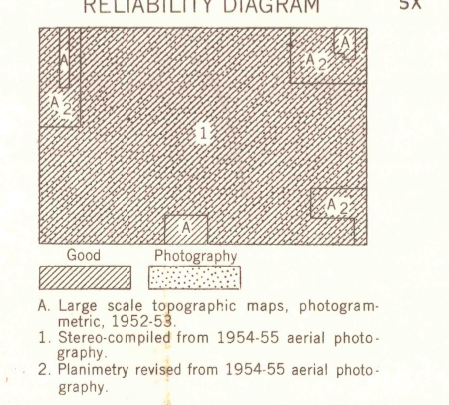 RELIABILITY DIAGRAM
5X
A
A
A2
A2
1
A2
A
Good Photography
A. Large scale topographic maps, photogram-
metric, 1952-53.
1. Stereo-compiled from 1954-55 aerial photo-
graphy.
2. Planimetry revised from 1954-55 aerial photo-
graphy.